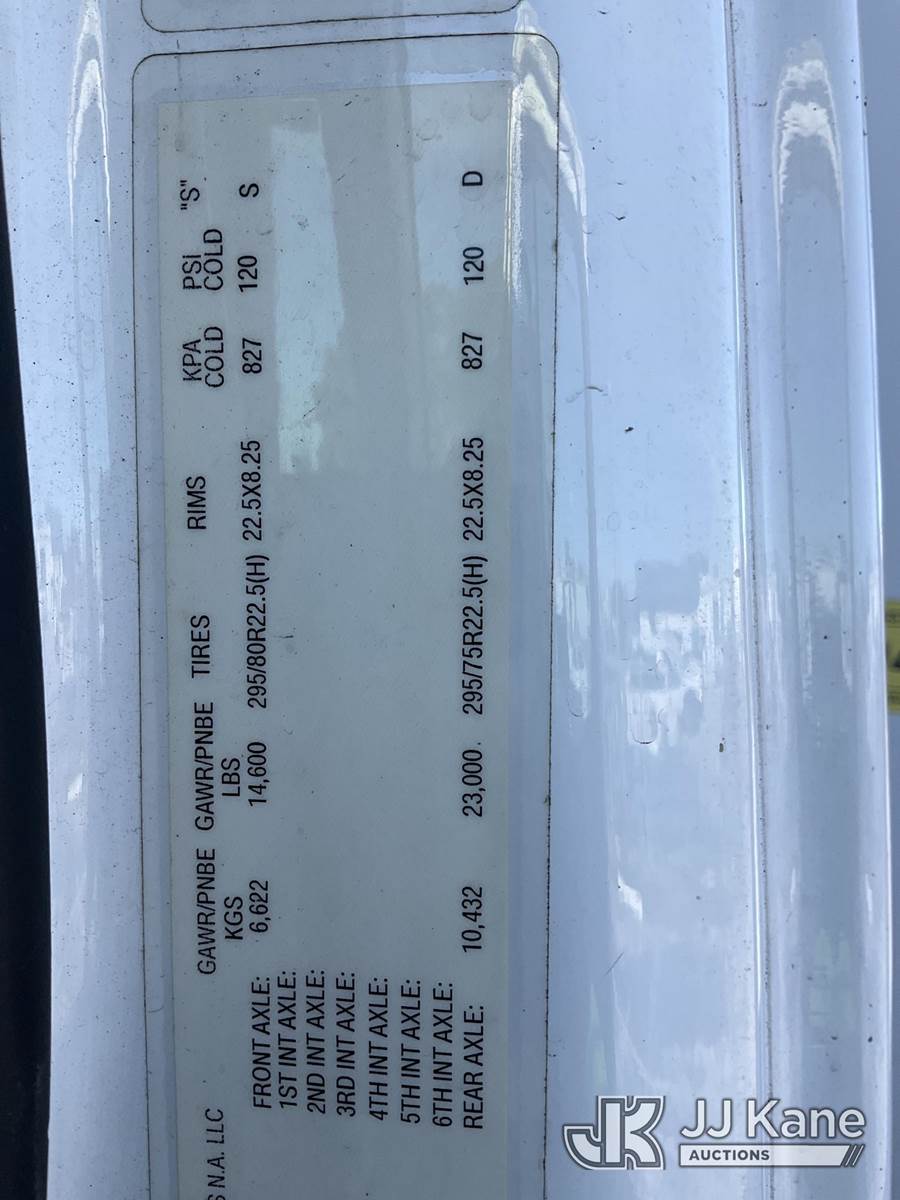 N.A. LLC
GAWR/PNBE GAWR/PNBE TIRES RIMS KPA PSI "S"
KGS LBS COLD COLD
FRONT AXLE: 6,622 14,600 295/80R22.5(H) 22.5X8.25 827 120 S
1ST INT AXLE:
2ND INT AXLE:
3RD INT AXLE:
4TH INT AXLE:
5TH INT AXLE:
6TH INT AXLE:
REAR AXLE: 10,432 23,000 295/75R22.5(H) 22.5X8.25 827 120 D
JK JJ Kane
AUCTIONS